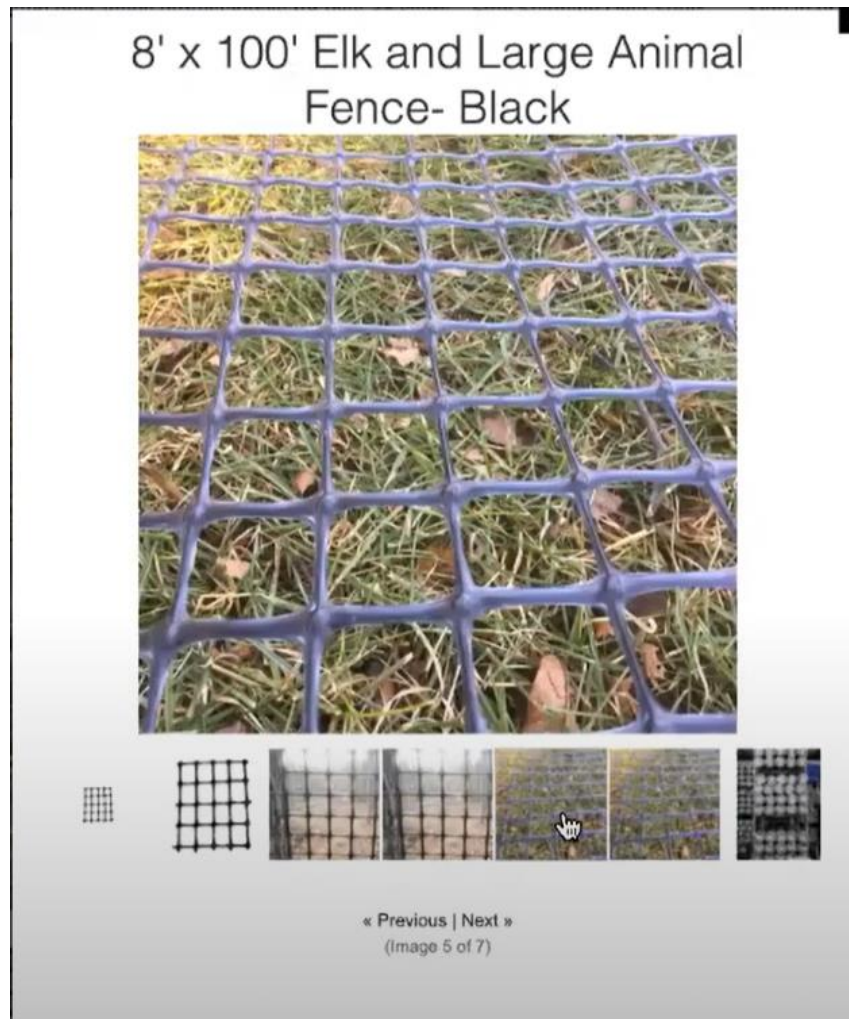 8' x 100' Elk and Large Animal
Fence- Black
« Previous | Next »
(Image 5 of 7)